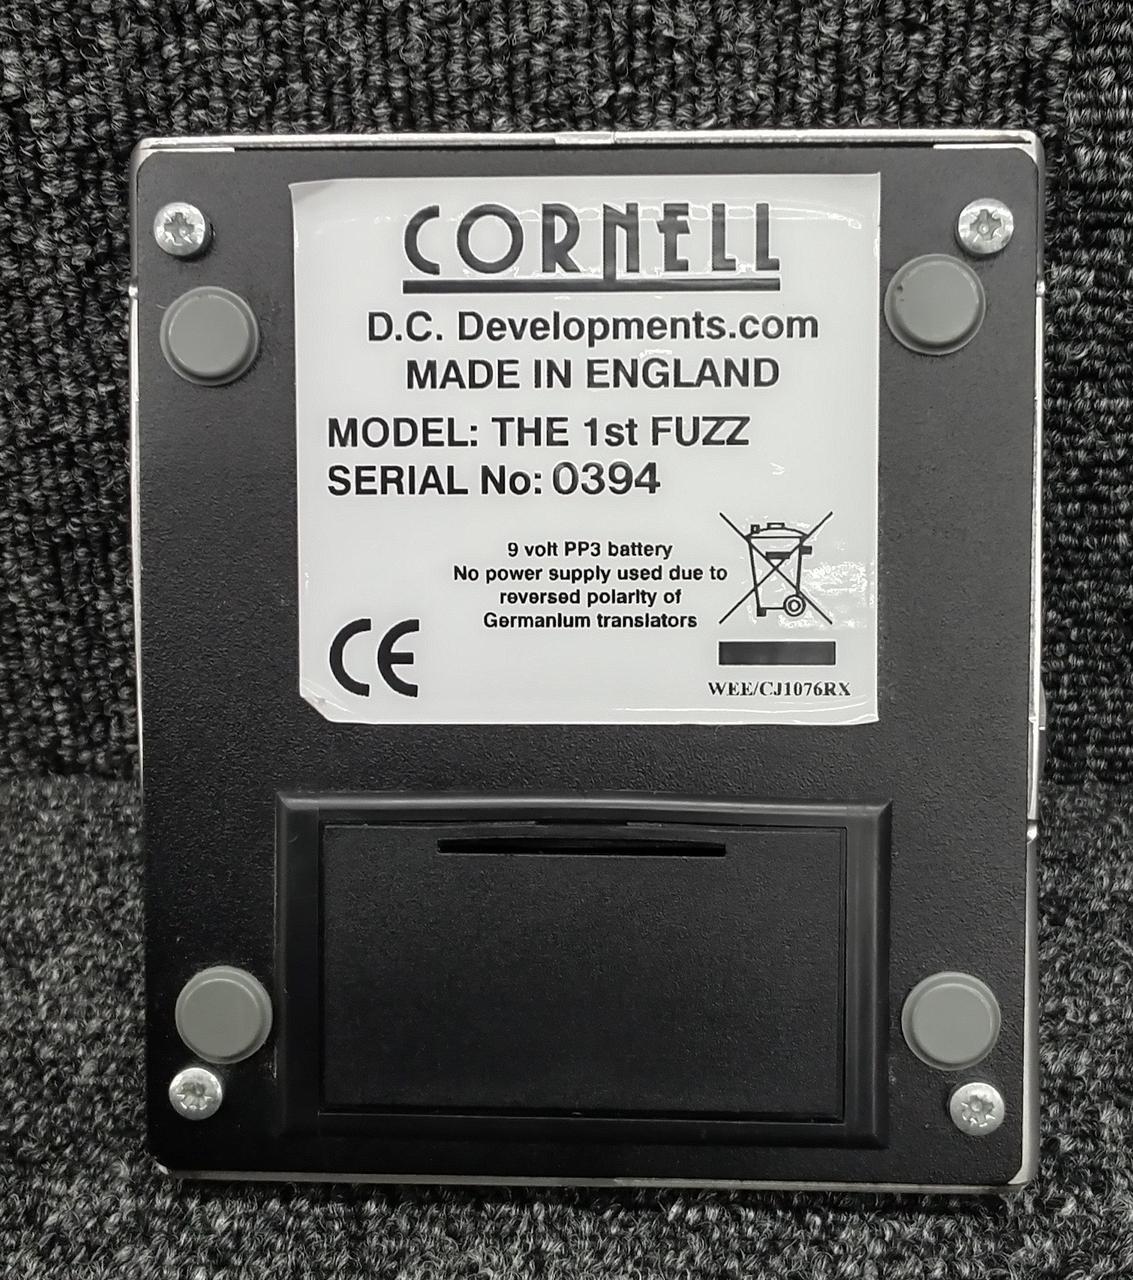 CORNELL
D.C. Developments.com
MADE IN ENGLAND
MODEL: THE 1st FUZZ
SERIAL No: 0394
9 volt PP3 battery
No power supply used due to
reversed polarity of
Germanium translators
CE
WEE/CJ1076RX